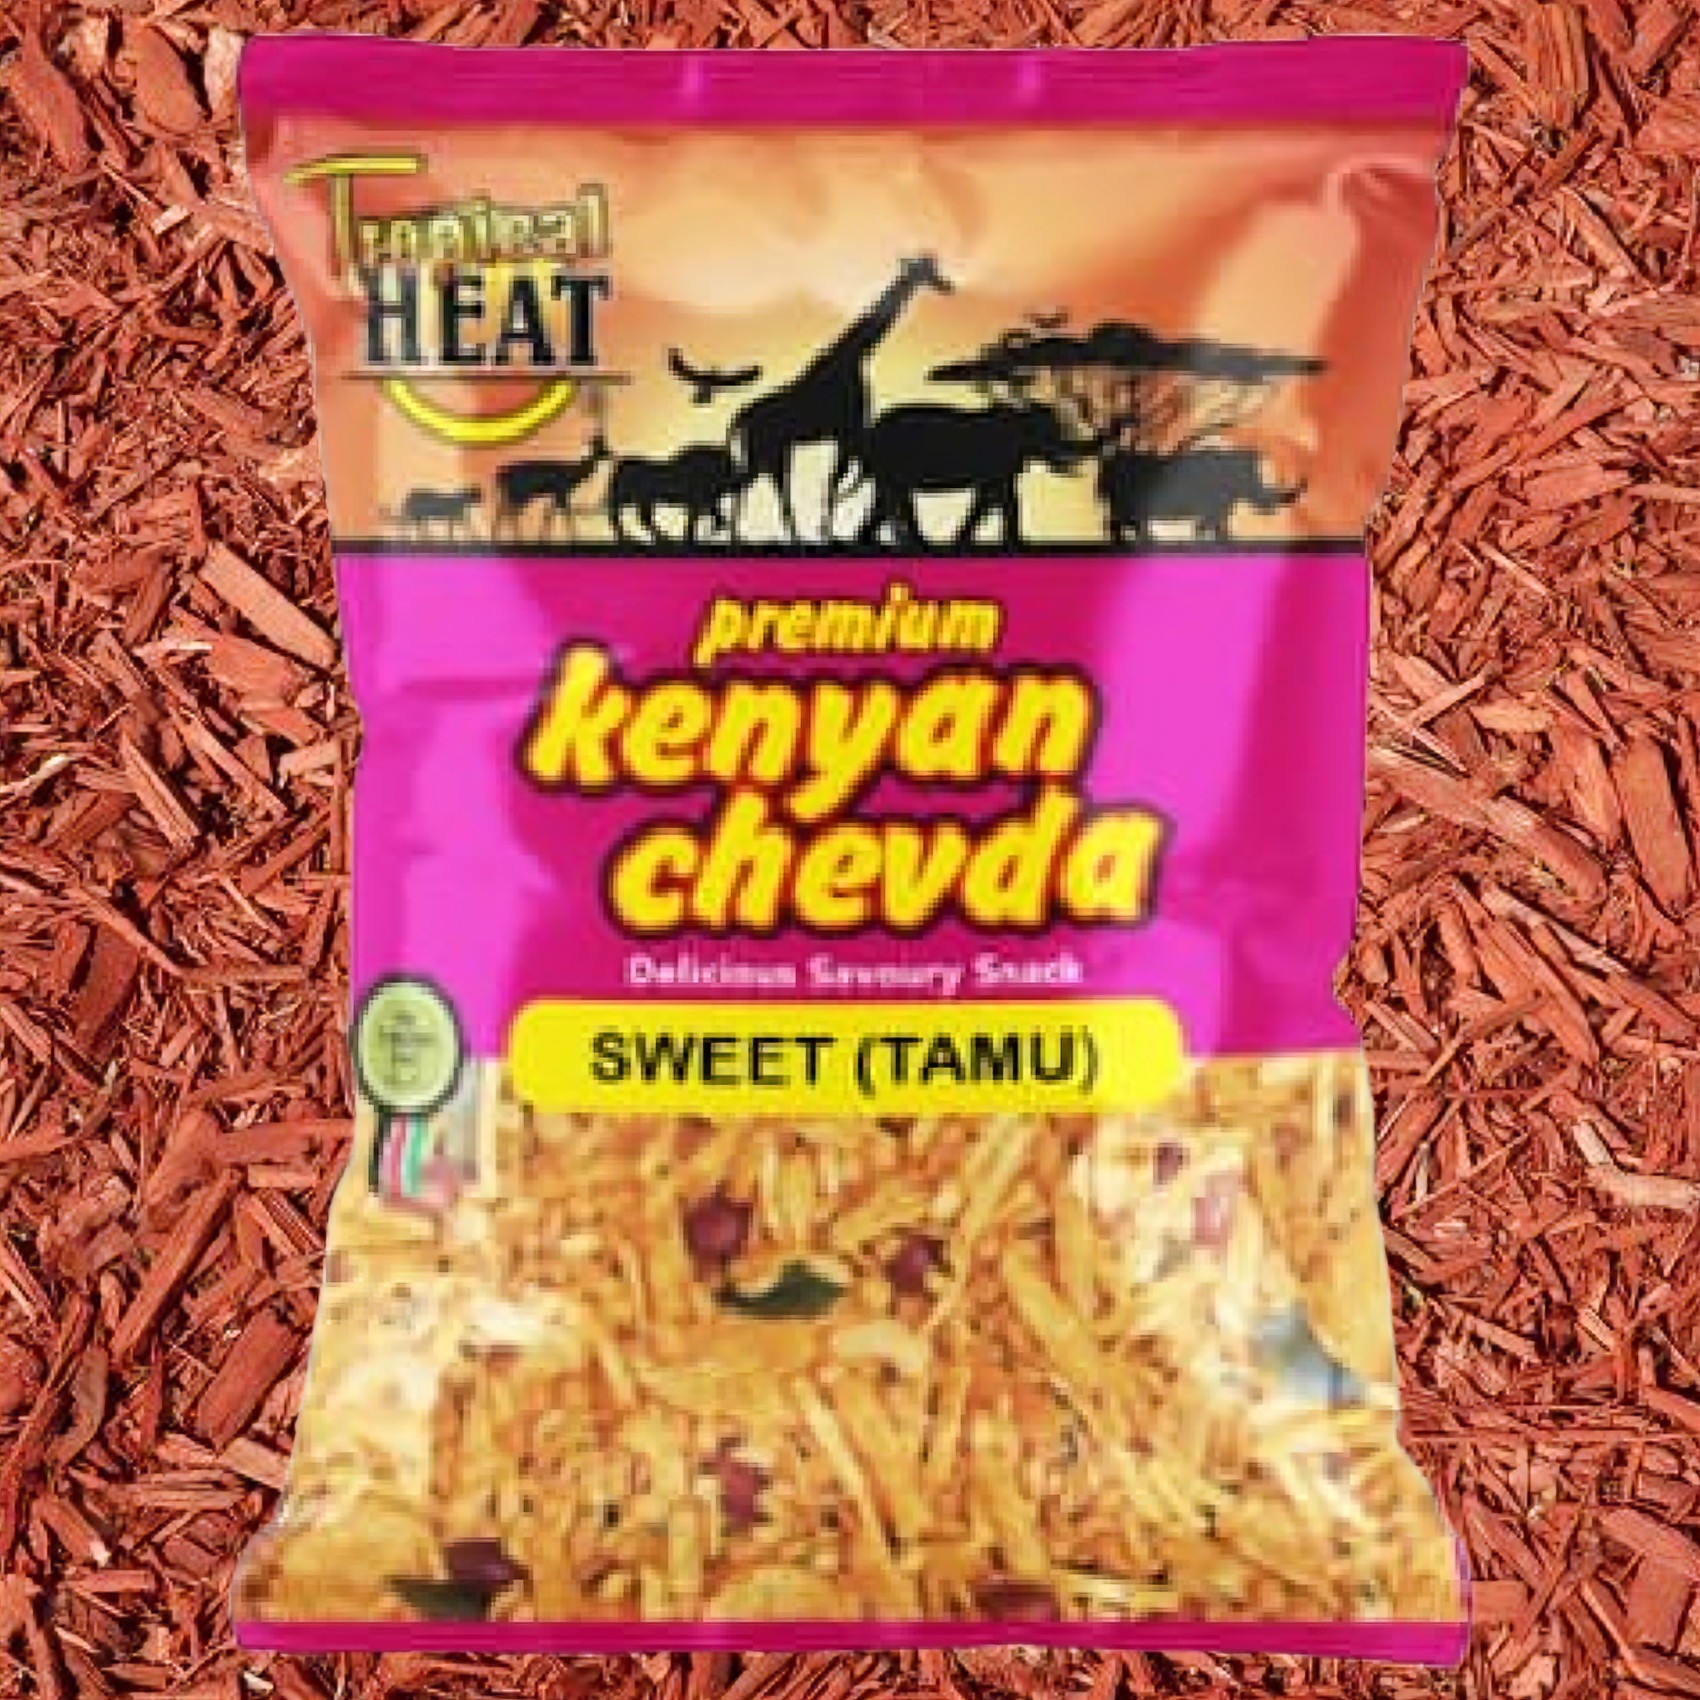 Tropical
HEAT
premium
kenyan
chevda
Delicious Savoury Snack
SWEET (TAMU)